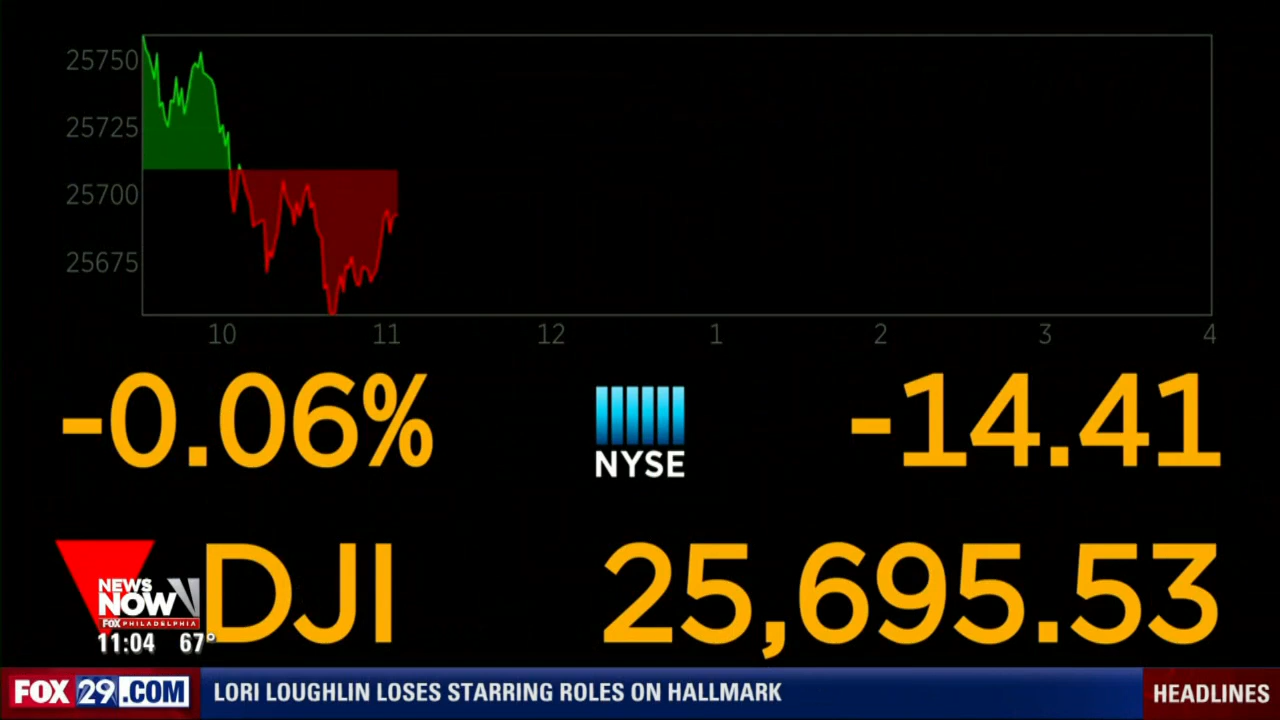 25750
25725
25700
25675
10 11 12 1 2 3 4
-0.06% NYSE -14.41
DJI 25,695.53
NEWS
NOW
FOX PHILADELPHIA
11:04 67°
FOX 29.COM LORI LOUGHLIN LOSES STARRING ROLES ON HALLMARK HEADLINES